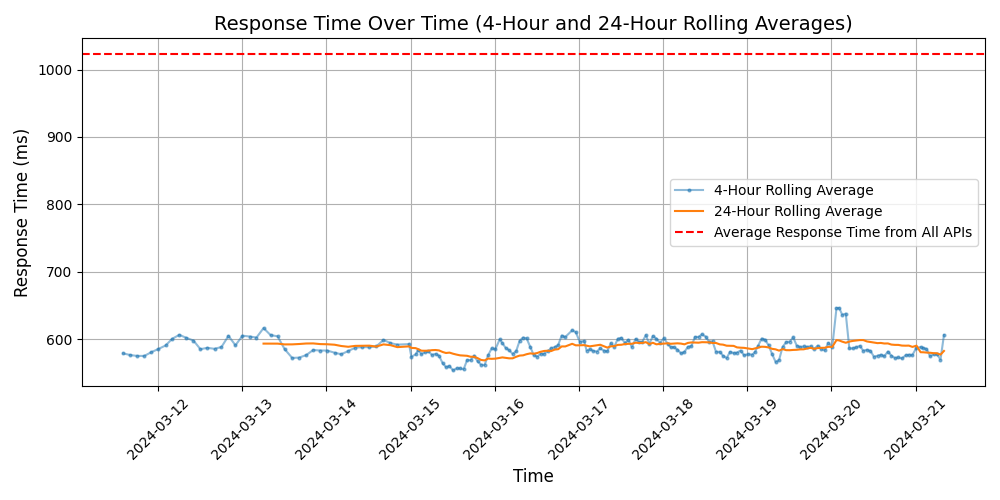 Response Time Over Time (4-Hour and 24-Hour Rolling Averages)
Response Time (ms)
1000
900
800
700
600
4-Hour Rolling Average
24-Hour Rolling Average
Average Response Time from All APIs
2024-03-12
2024-03-13
2024-03-14
2024-03-15
2024-03-16
2024-03-17
2024-03-18
2024-03-19
2024-03-20
2024-03-21
Time